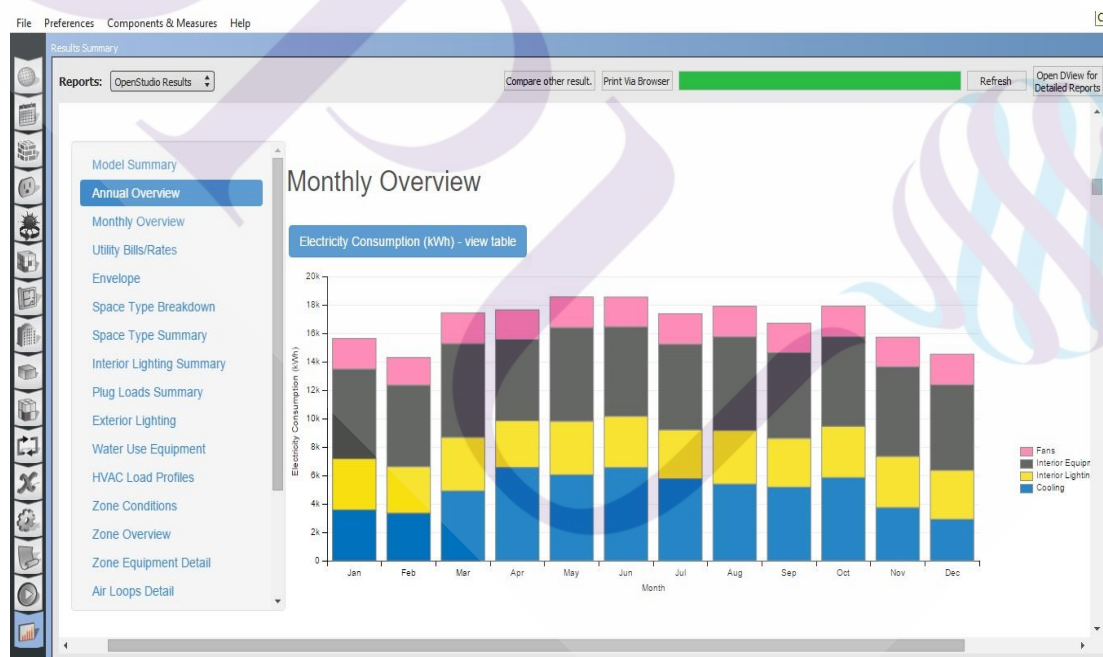 File Preferences Components & Measures Help
Results Summary
Reports: OpenStudio Results Compare other result. Print Via Browser Refresh Open DView for
Detailed Reports
Model Summary
Annual Overview
Monthly Overview
Utility Bills/Rates
Envelope
Space Type Breakdown
Space Type Summary
Interior Lighting Summary
Plug Loads Summary
Exterior Lighting
Water Use Equipment
HVAC Load Profiles
Zone Conditions
Zone Overview
Zone Equipment Detail
Air Loops Detail
Monthly Overview
Electricity Consumption (kWh) - view table
Electricity Consumption (kWh)
20k
18k
16k
14k
12k
10k
8k
6k
4k
2k
0
Jan Feb Mar Apr May Jun Jul Aug Sep Oct Nov Dec
Month
Fans
Interior Equipr
Interior Lightin
Cooling